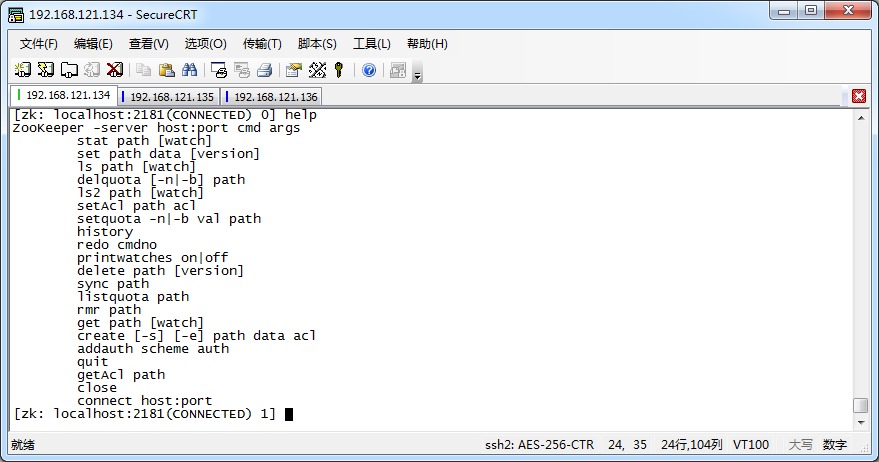 192.168.121.134 - SecureCRT
文件(F) 编辑(E) 查看(V) 选项(O) 传输(T) 脚本(S) 工具(L) 帮助(H)
192.168.121.134 192.168.121.135 192.168.121.136
[zk: localhost:2181(CONNECTED) 0] help
ZooKeeper -server host:port cmd args
        stat path [watch]
        set path data [version]
        ls path [watch]
        delquota [-n|-b] path
        ls2 path [watch]
        setAcl path acl
        setquota -n|-b val path
        history
        redo cmdno
        printwatches on|off
        delete path [version]
        sync path
        listquota path
        rmr path
        get path [watch]
        create [-s] [-e] path data acl
        addauth scheme auth
        quit
        getAcl path
        close
        connect host:port
[zk: localhost:2181(CONNECTED) 1]
就绪 ssh2: AES-256-CTR 24, 35 24行,104列 VT100 大写 数字